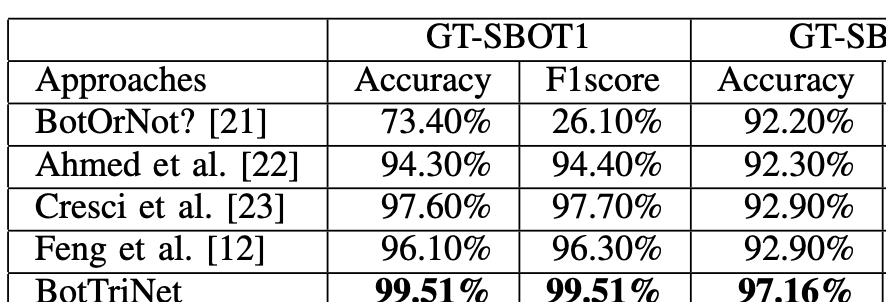 GT-SBOT1 GT-SB
Approaches Accuracy F1score Accuracy
BotOrNot? [21] 73.40% 26.10% 92.20%
Ahmed et al. [22] 94.30% 94.40% 92.30%
Cresci et al. [23] 97.60% 97.70% 92.90%
Feng et al. [12] 96.10% 96.30% 92.90%
BotTriNet 99.51% 99.51% 97.16%